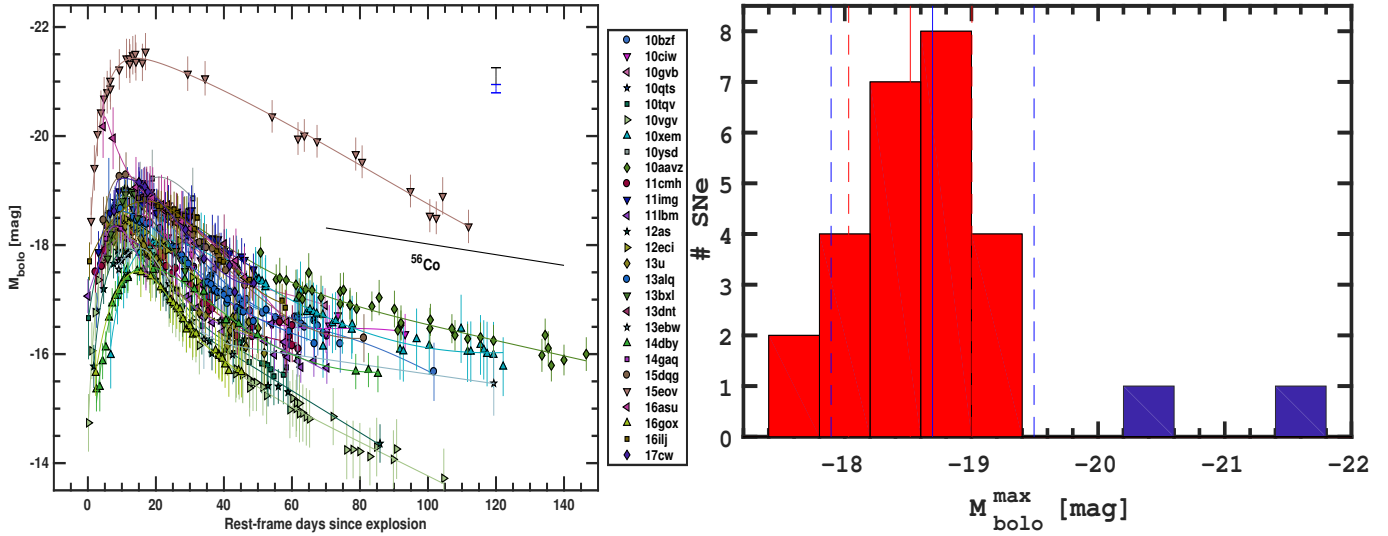 -22
-20
-18
-16
-14
M_bolo [mag]
0 20 40 60 80 100 120 140
Rest-frame days since explosion
56Co
10bzf
10ciw
10gvb
10qts
10tqv
10vgv
10xem
10ysd
10aavz
11cmh
11img
11lbm
12as
12eci
13u
13alq
13bxl
13dnt
13ebw
14dby
14gaq
15dqg
15eov
16asu
16gox
16ilj
17cw
8
7
6
5
4
3
2
1
0
# SNe
-18 -19 -20 -21 -22
M_bolo^max [mag]